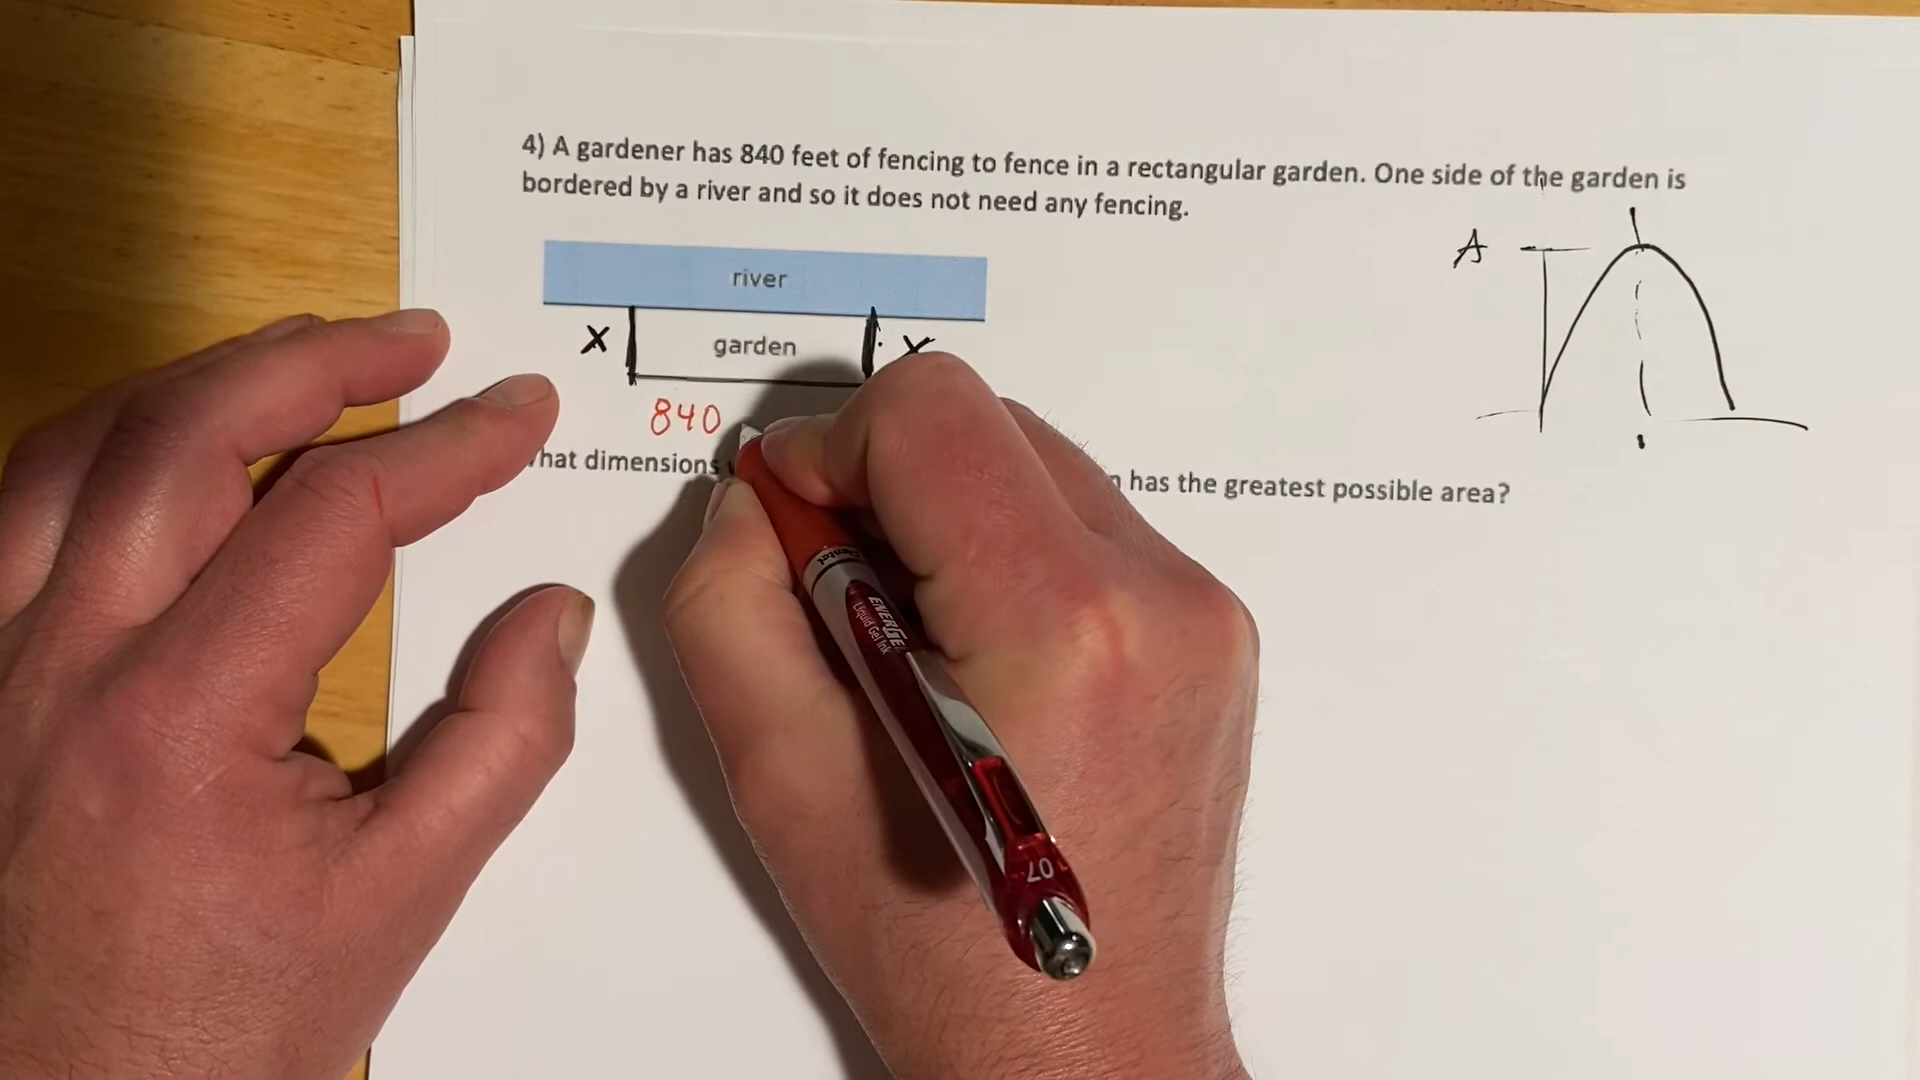 4) A gardener has 840 feet of fencing to fence in a rectangular garden. One side of the garden is
bordered by a river and so it does not need any fencing.
A
river
X garden X
840
hat dimensions has the greatest possible area?
Pentel
ENERGE
Liquid Gel Ink
07